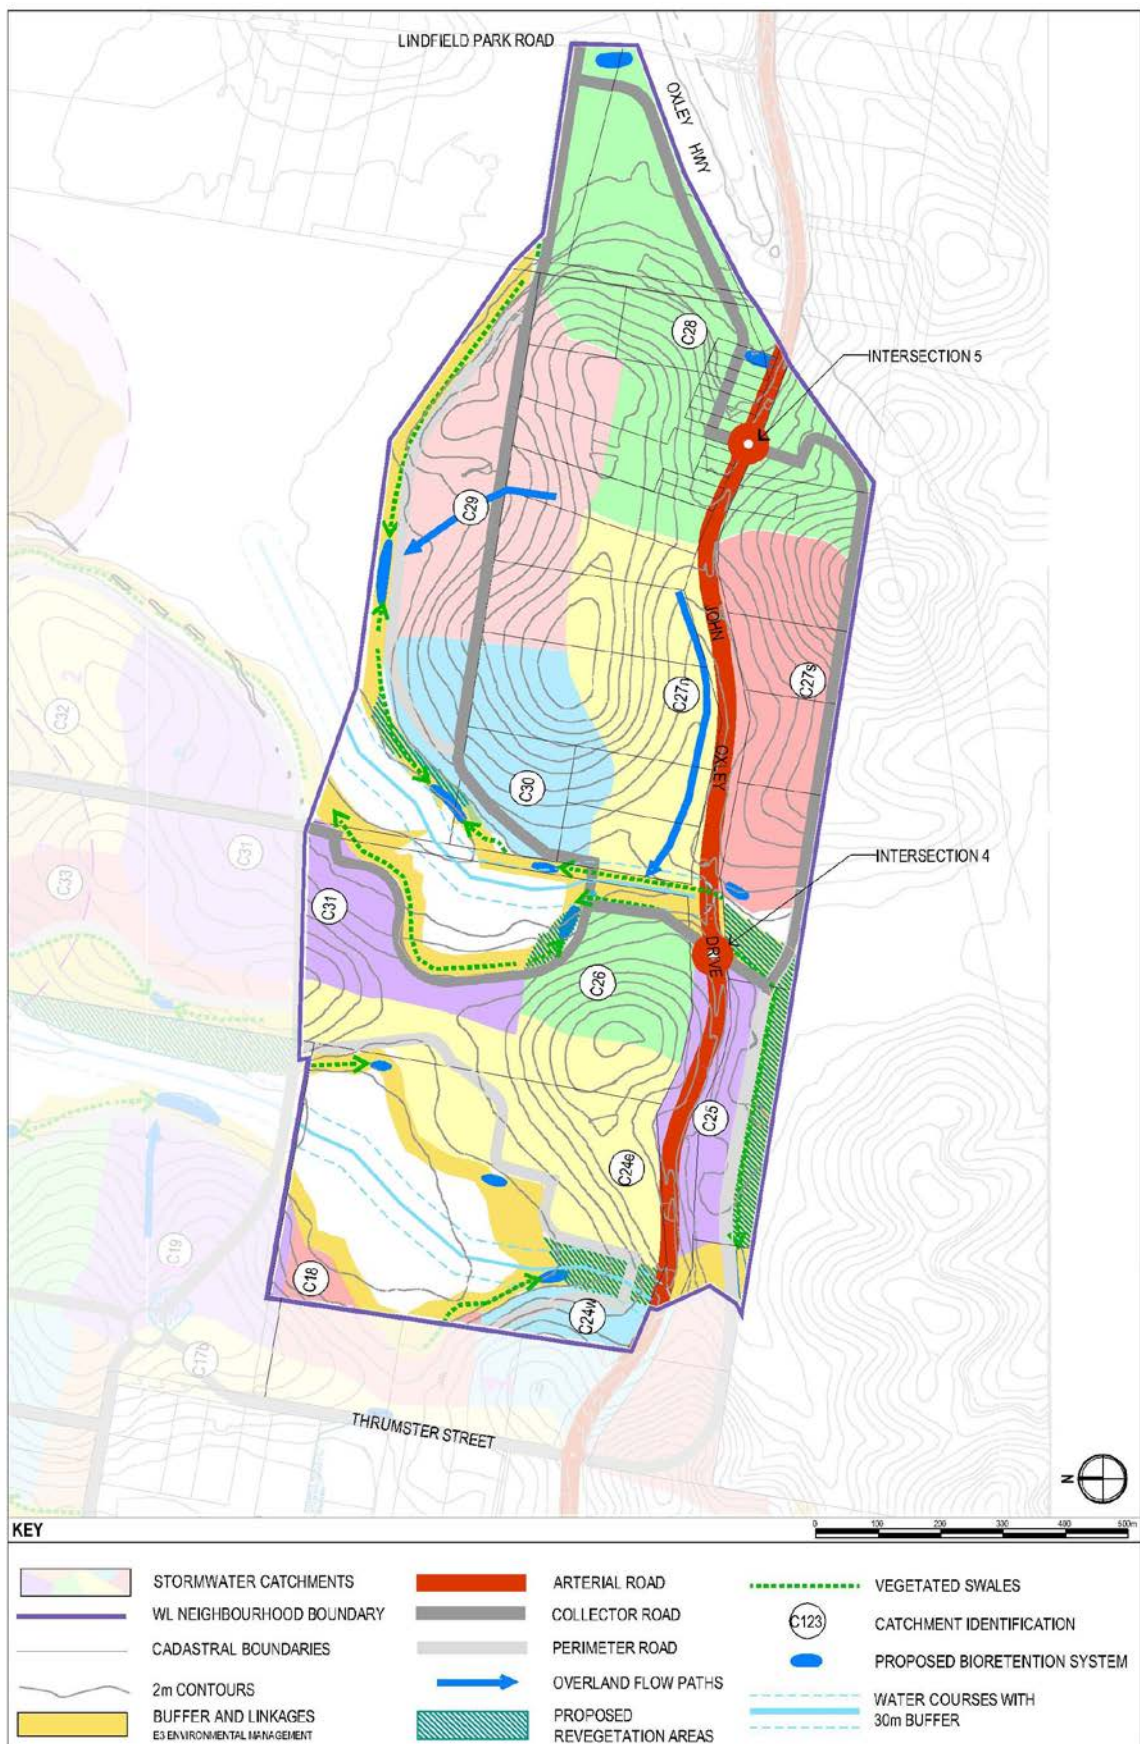 LINDFIELD PARK ROAD
OXLEY
HWY
C28
INTERSECTION 5
C29
JOHN
C27n
C27s
C32
2
OXLEY
C30
C31
C33
INTERSECTION 4
C31
DRIVE
C26
C25
C24e
C19
C18
C24w
C17b
THRUMSTER STREET
N
KEY
0 100 200 300 400 500m
STORMWATER CATCHMENTS
WL NEIGHBOURHOOD BOUNDARY
CADASTRAL BOUNDARIES
2m CONTOURS
BUFFER AND LINKAGES
E3 ENVIRONMENTAL MANAGEMENT
ARTERIAL ROAD
COLLECTOR ROAD
PERIMETER ROAD
OVERLAND FLOW PATHS
PROPOSED
REVEGETATION AREAS
VEGETATED SWALES
C123
CATCHMENT IDENTIFICATION
PROPOSED BIORETENTION SYSTEM
WATER COURSES WITH
30m BUFFER